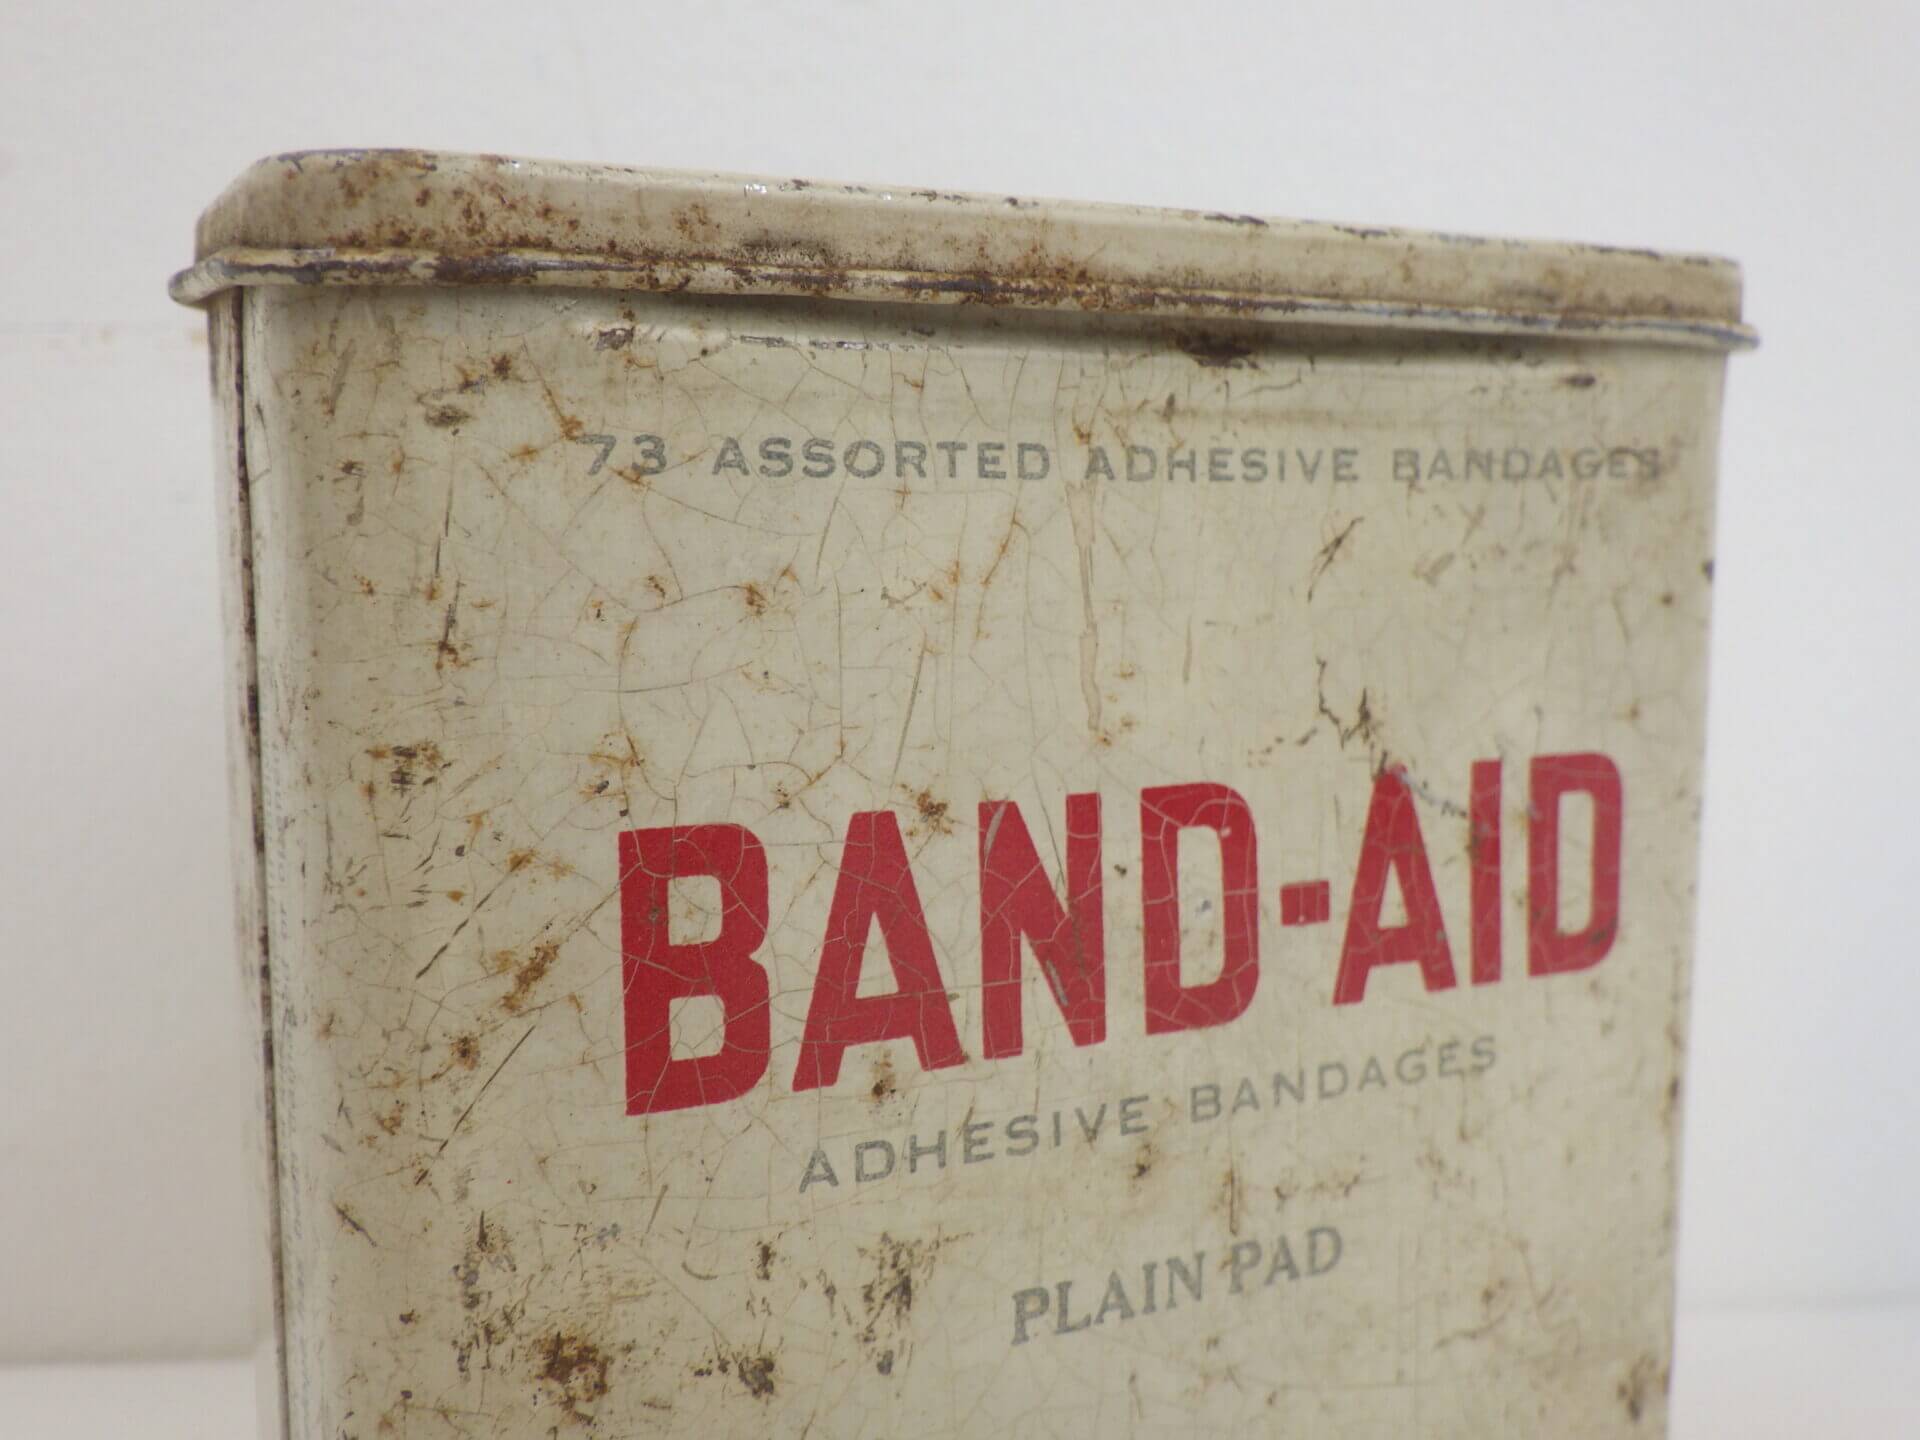 73 ASSORTED ADHESIVE BANDAGES
BAND-AID
ADHESIVE BANDAGES
PLAIN PAD